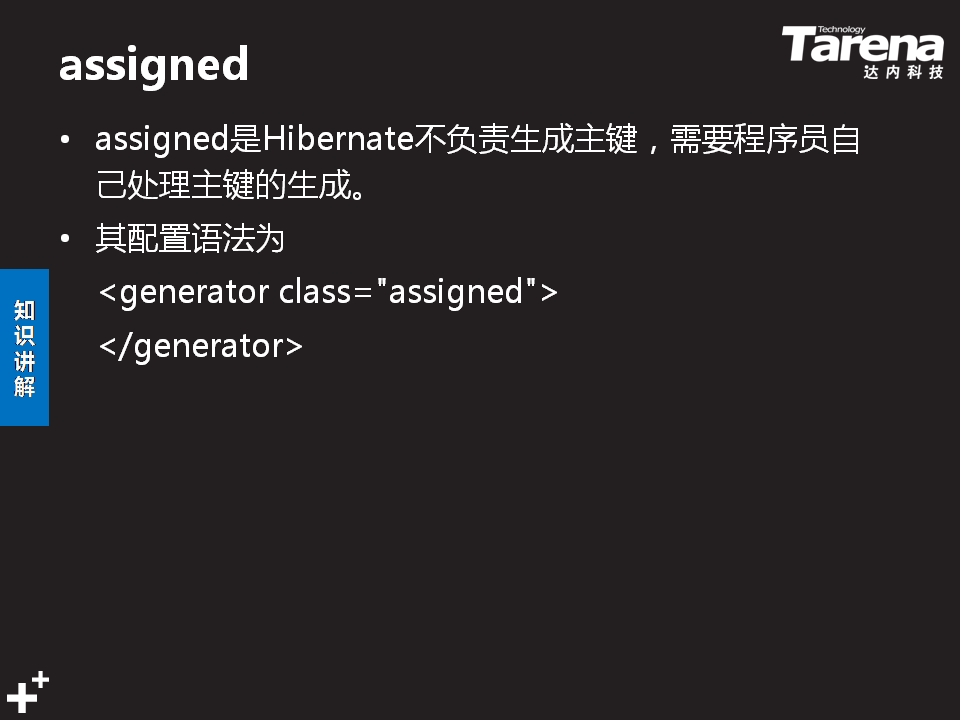 assigned
Technology
Tarena
达内科技
• assigned是Hibernate不负责生成主键，需要程序员自
己处理主键的生成。
• 其配置语法为
<generator class="assigned">
</generator>
知识讲解